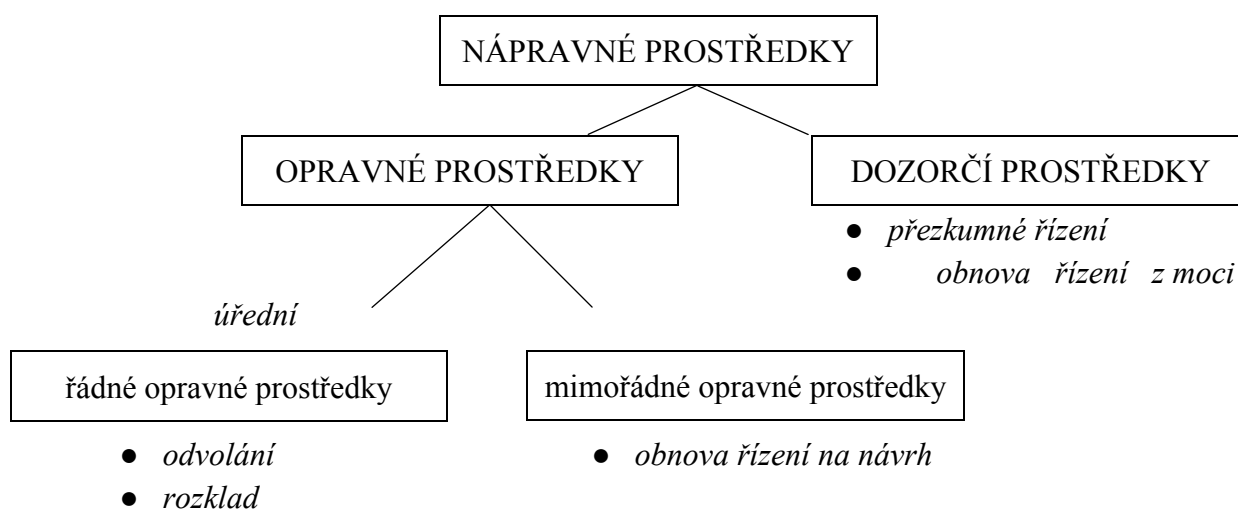 NÁPRAVNÉ PROSTŘEDKY
OPRAVNÉ PROSTŘEDKY
DOZORČÍ PROSTŘEDKY
● přezkumné řízení
● obnova řízení z moci
úřední
řádné opravné prostředky
mimořádné opravné prostředky
● odvolání
● rozklad
● obnova řízení na návrh